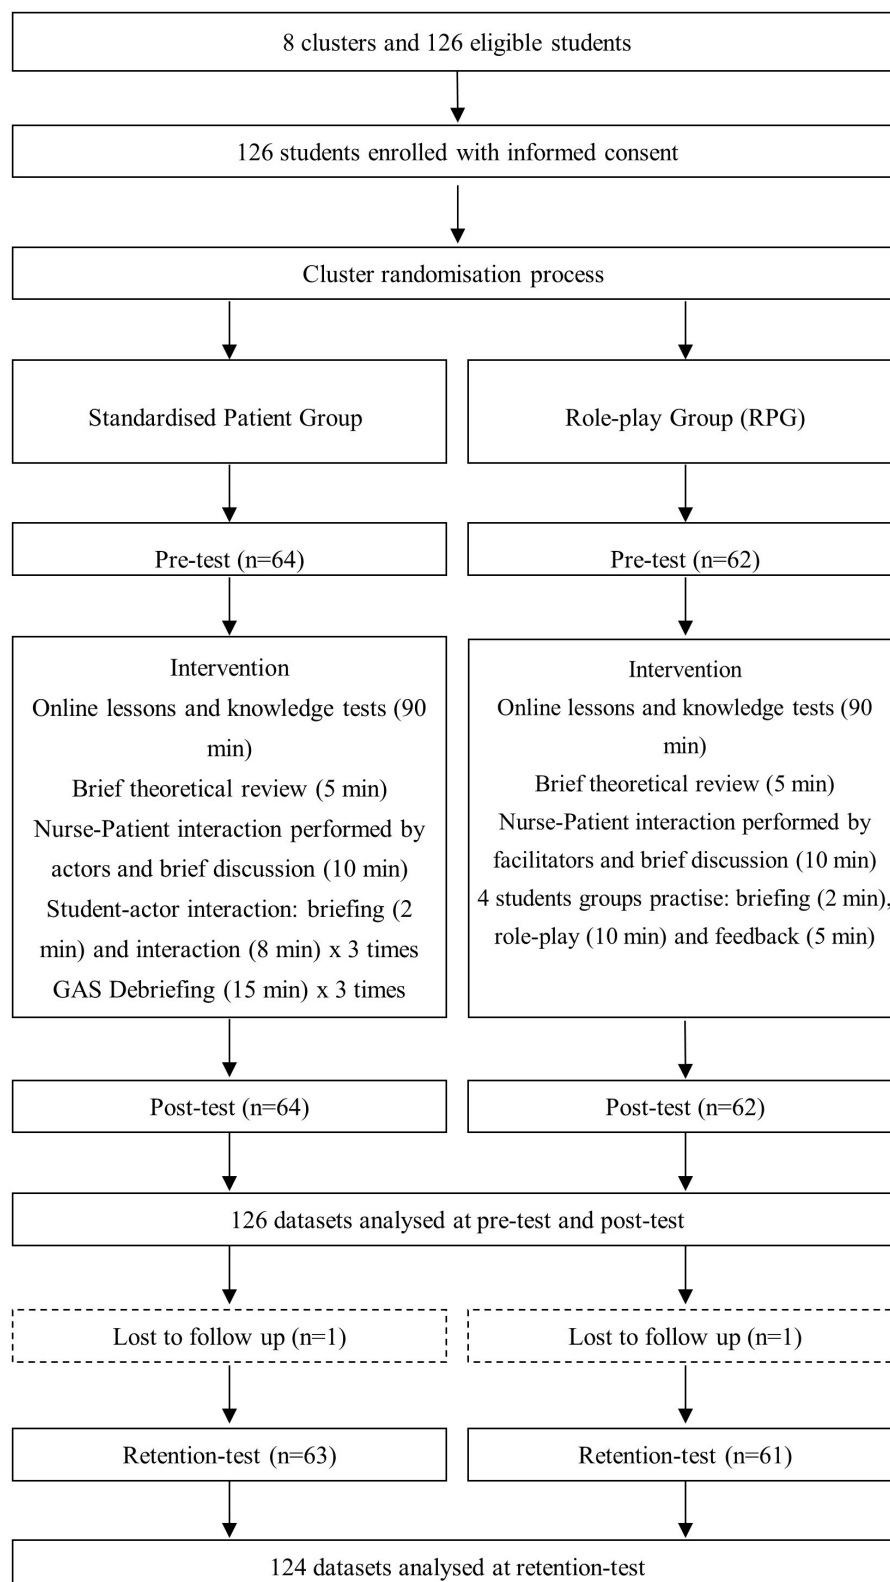 8 clusters and 126 eligible students
126 students enrolled with informed consent
Cluster randomisation process
Standardised Patient Group
Role-play Group (RPG)
Pre-test (n=64)
Pre-test (n=62)
Intervention
Online lessons and knowledge tests (90
min)
Brief theoretical review (5 min)
Nurse-Patient interaction performed by
actors and brief discussion (10 min)
Student-actor interaction: briefing (2
min) and interaction (8 min) x 3 times
GAS Debriefing (15 min) x 3 times
Intervention
Online lessons and knowledge tests (90
min)
Brief theoretical review (5 min)
Nurse-Patient interaction performed by
facilitators and brief discussion (10 min)
4 students groups practise: briefing (2 min),
role-play (10 min) and feedback (5 min)
Post-test (n=64)
Post-test (n=62)
126 datasets analysed at pre-test and post-test
Lost to follow up (n=1)
Lost to follow up (n=1)
Retention-test (n=63)
Retention-test (n=61)
124 datasets analysed at retention-test